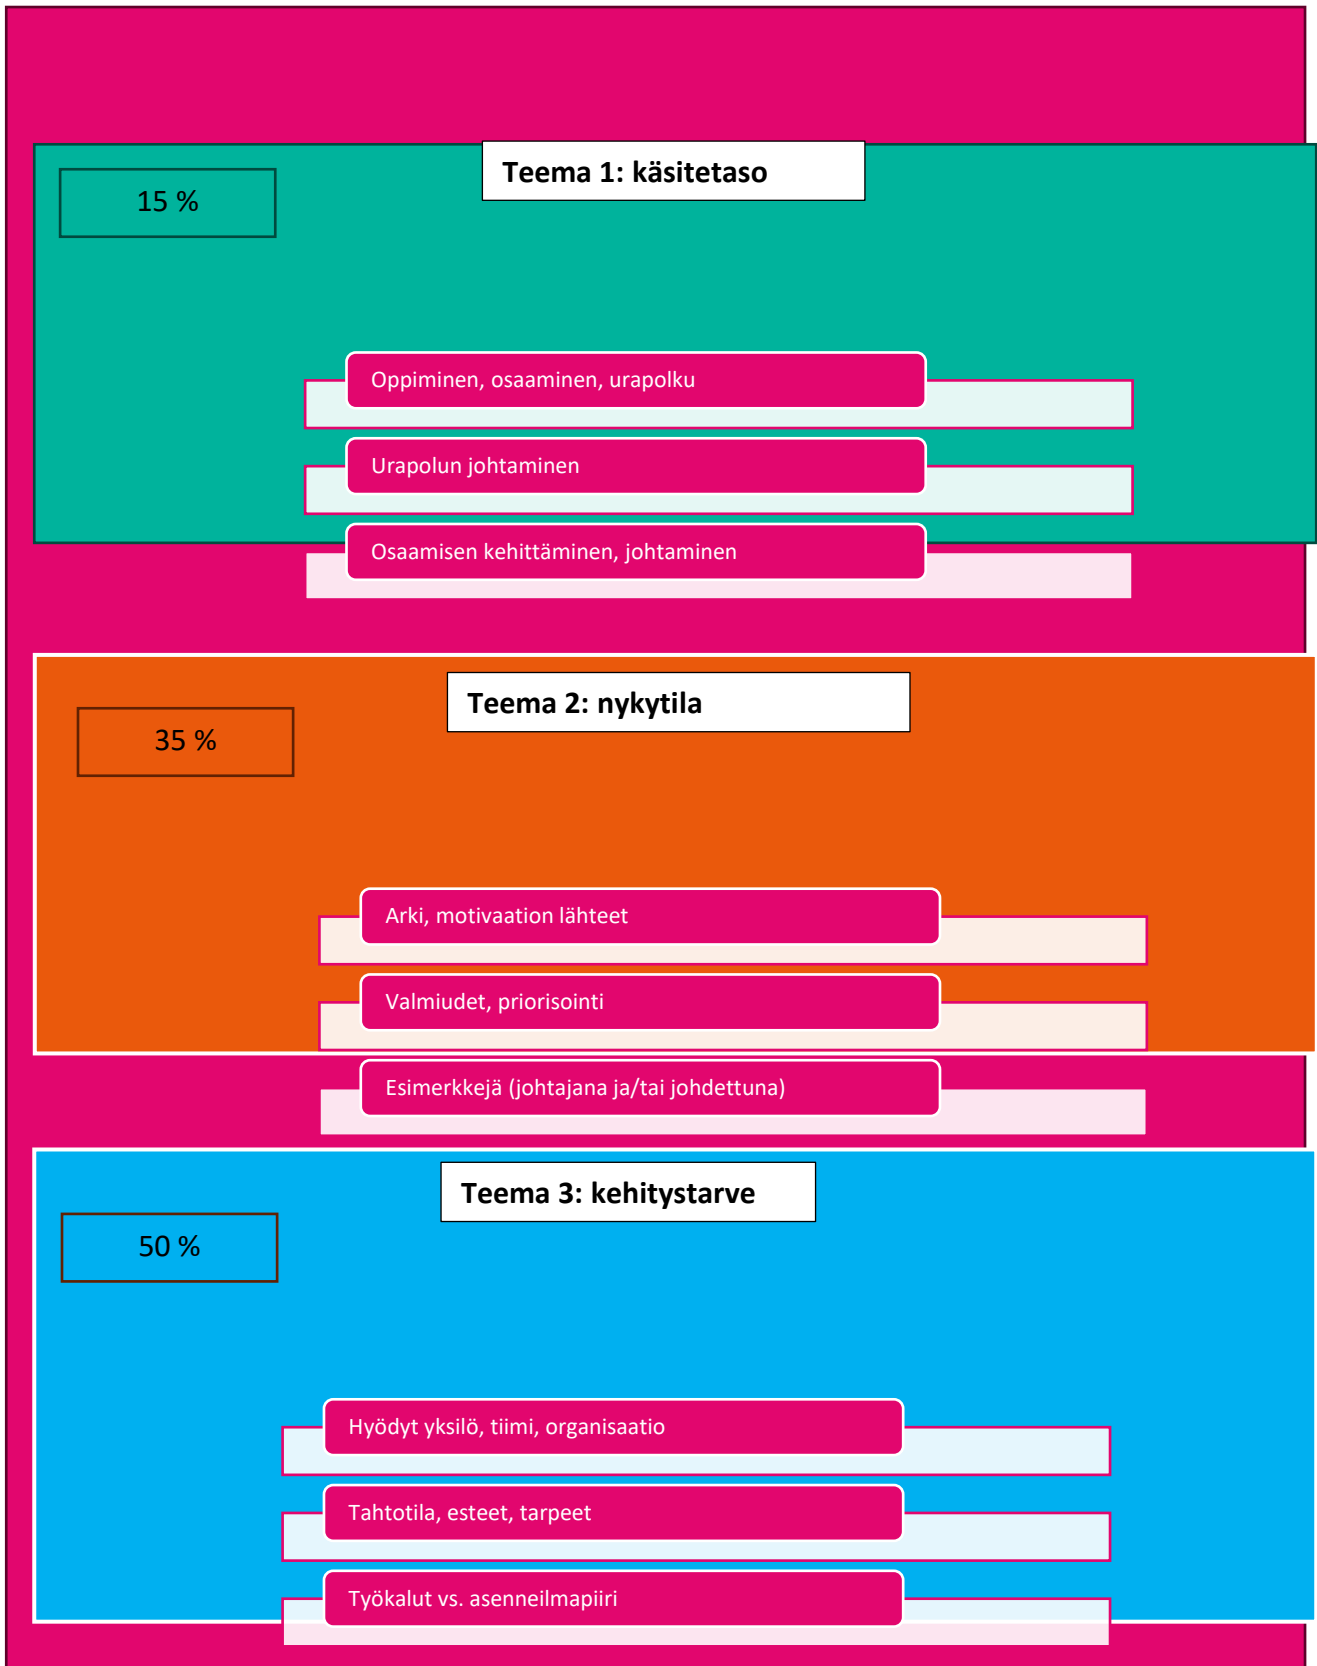 Teema 1: käsitetaso
15 %
Oppiminen, osaaminen, urapolku
Urapolun johtaminen
Osaamisen kehittäminen, johtaminen
Teema 2: nykytila
35 %
Arki, motivaation lähteet
Valmiudet, priorisointi
Esimerkkejä (johtajana ja/tai johdettuna)
Teema 3: kehitystarve
50 %
Hyödyt yksilö, tiimi, organisaatio
Tahtotila, esteet, tarpeet
Työkalut vs. asenneilmapiiri